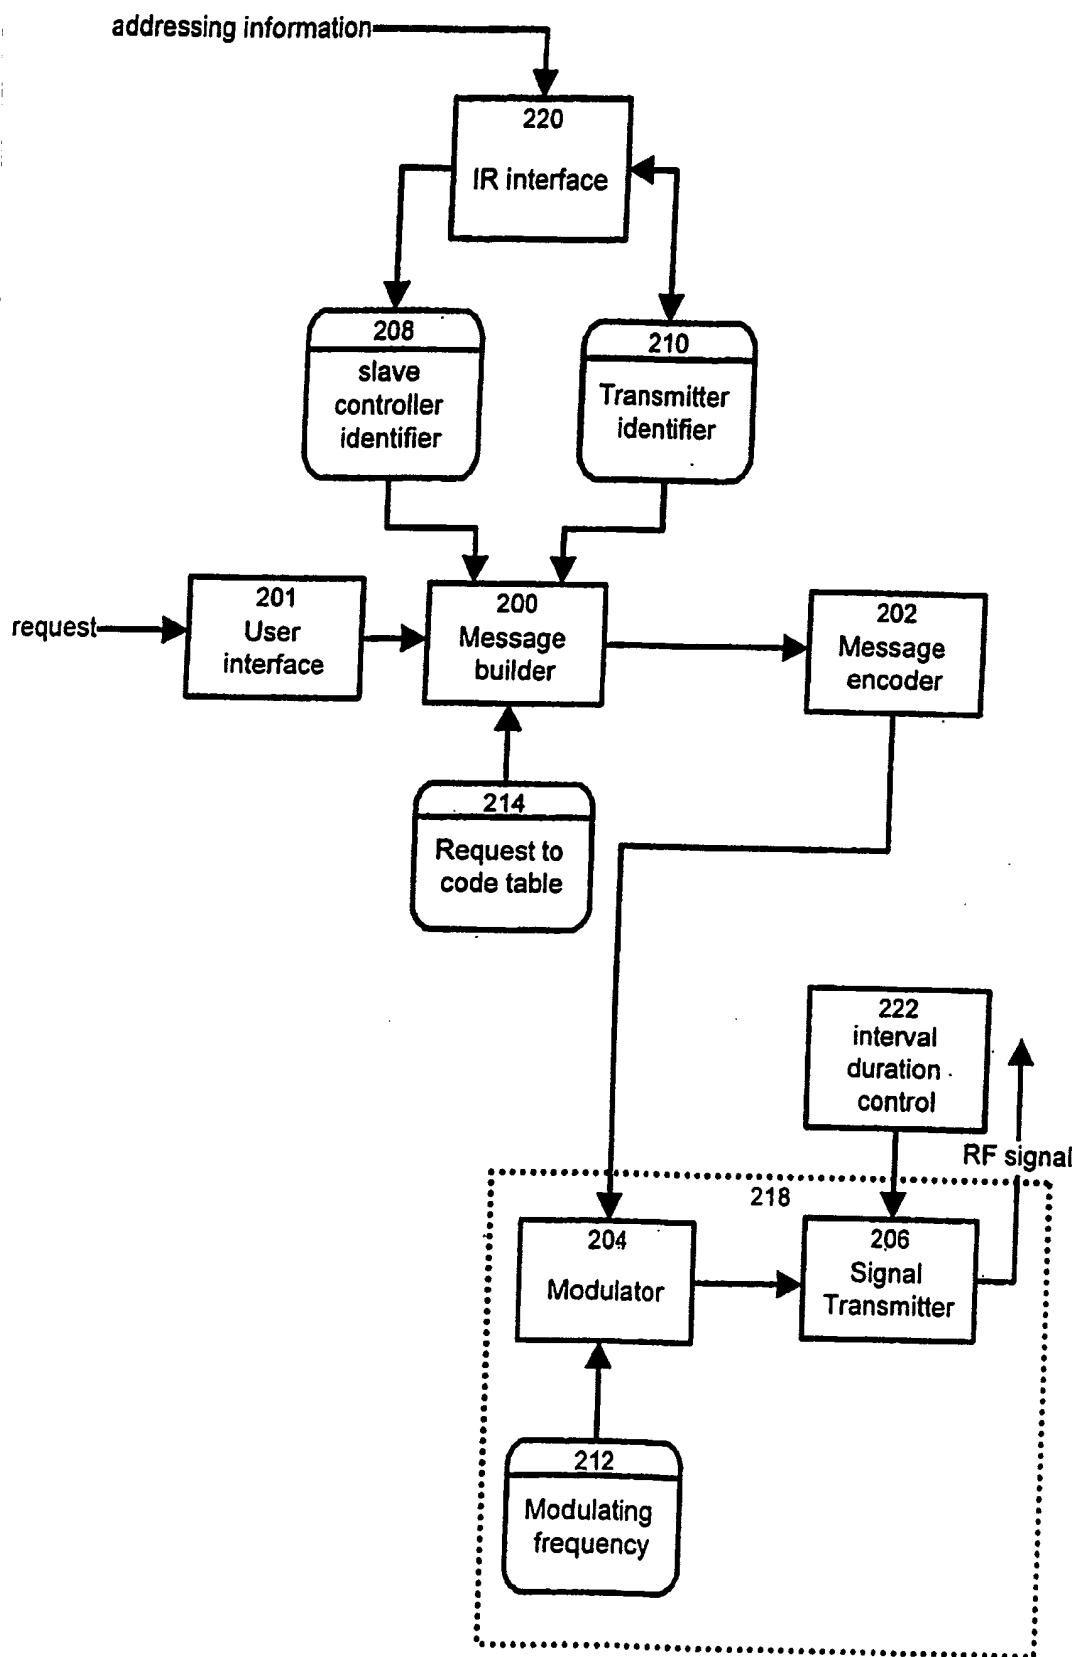 addressing information
220
IR interface
208
slave
controller
identifier
210
Transmitter
identifier
request
201
User
interface
200
Message
builder
202
Message
encoder
214
Request to
code table
222
interval
duration
control
RF signal
218
204
Modulator
206
Signal
Transmitter
212
Modulating
frequency